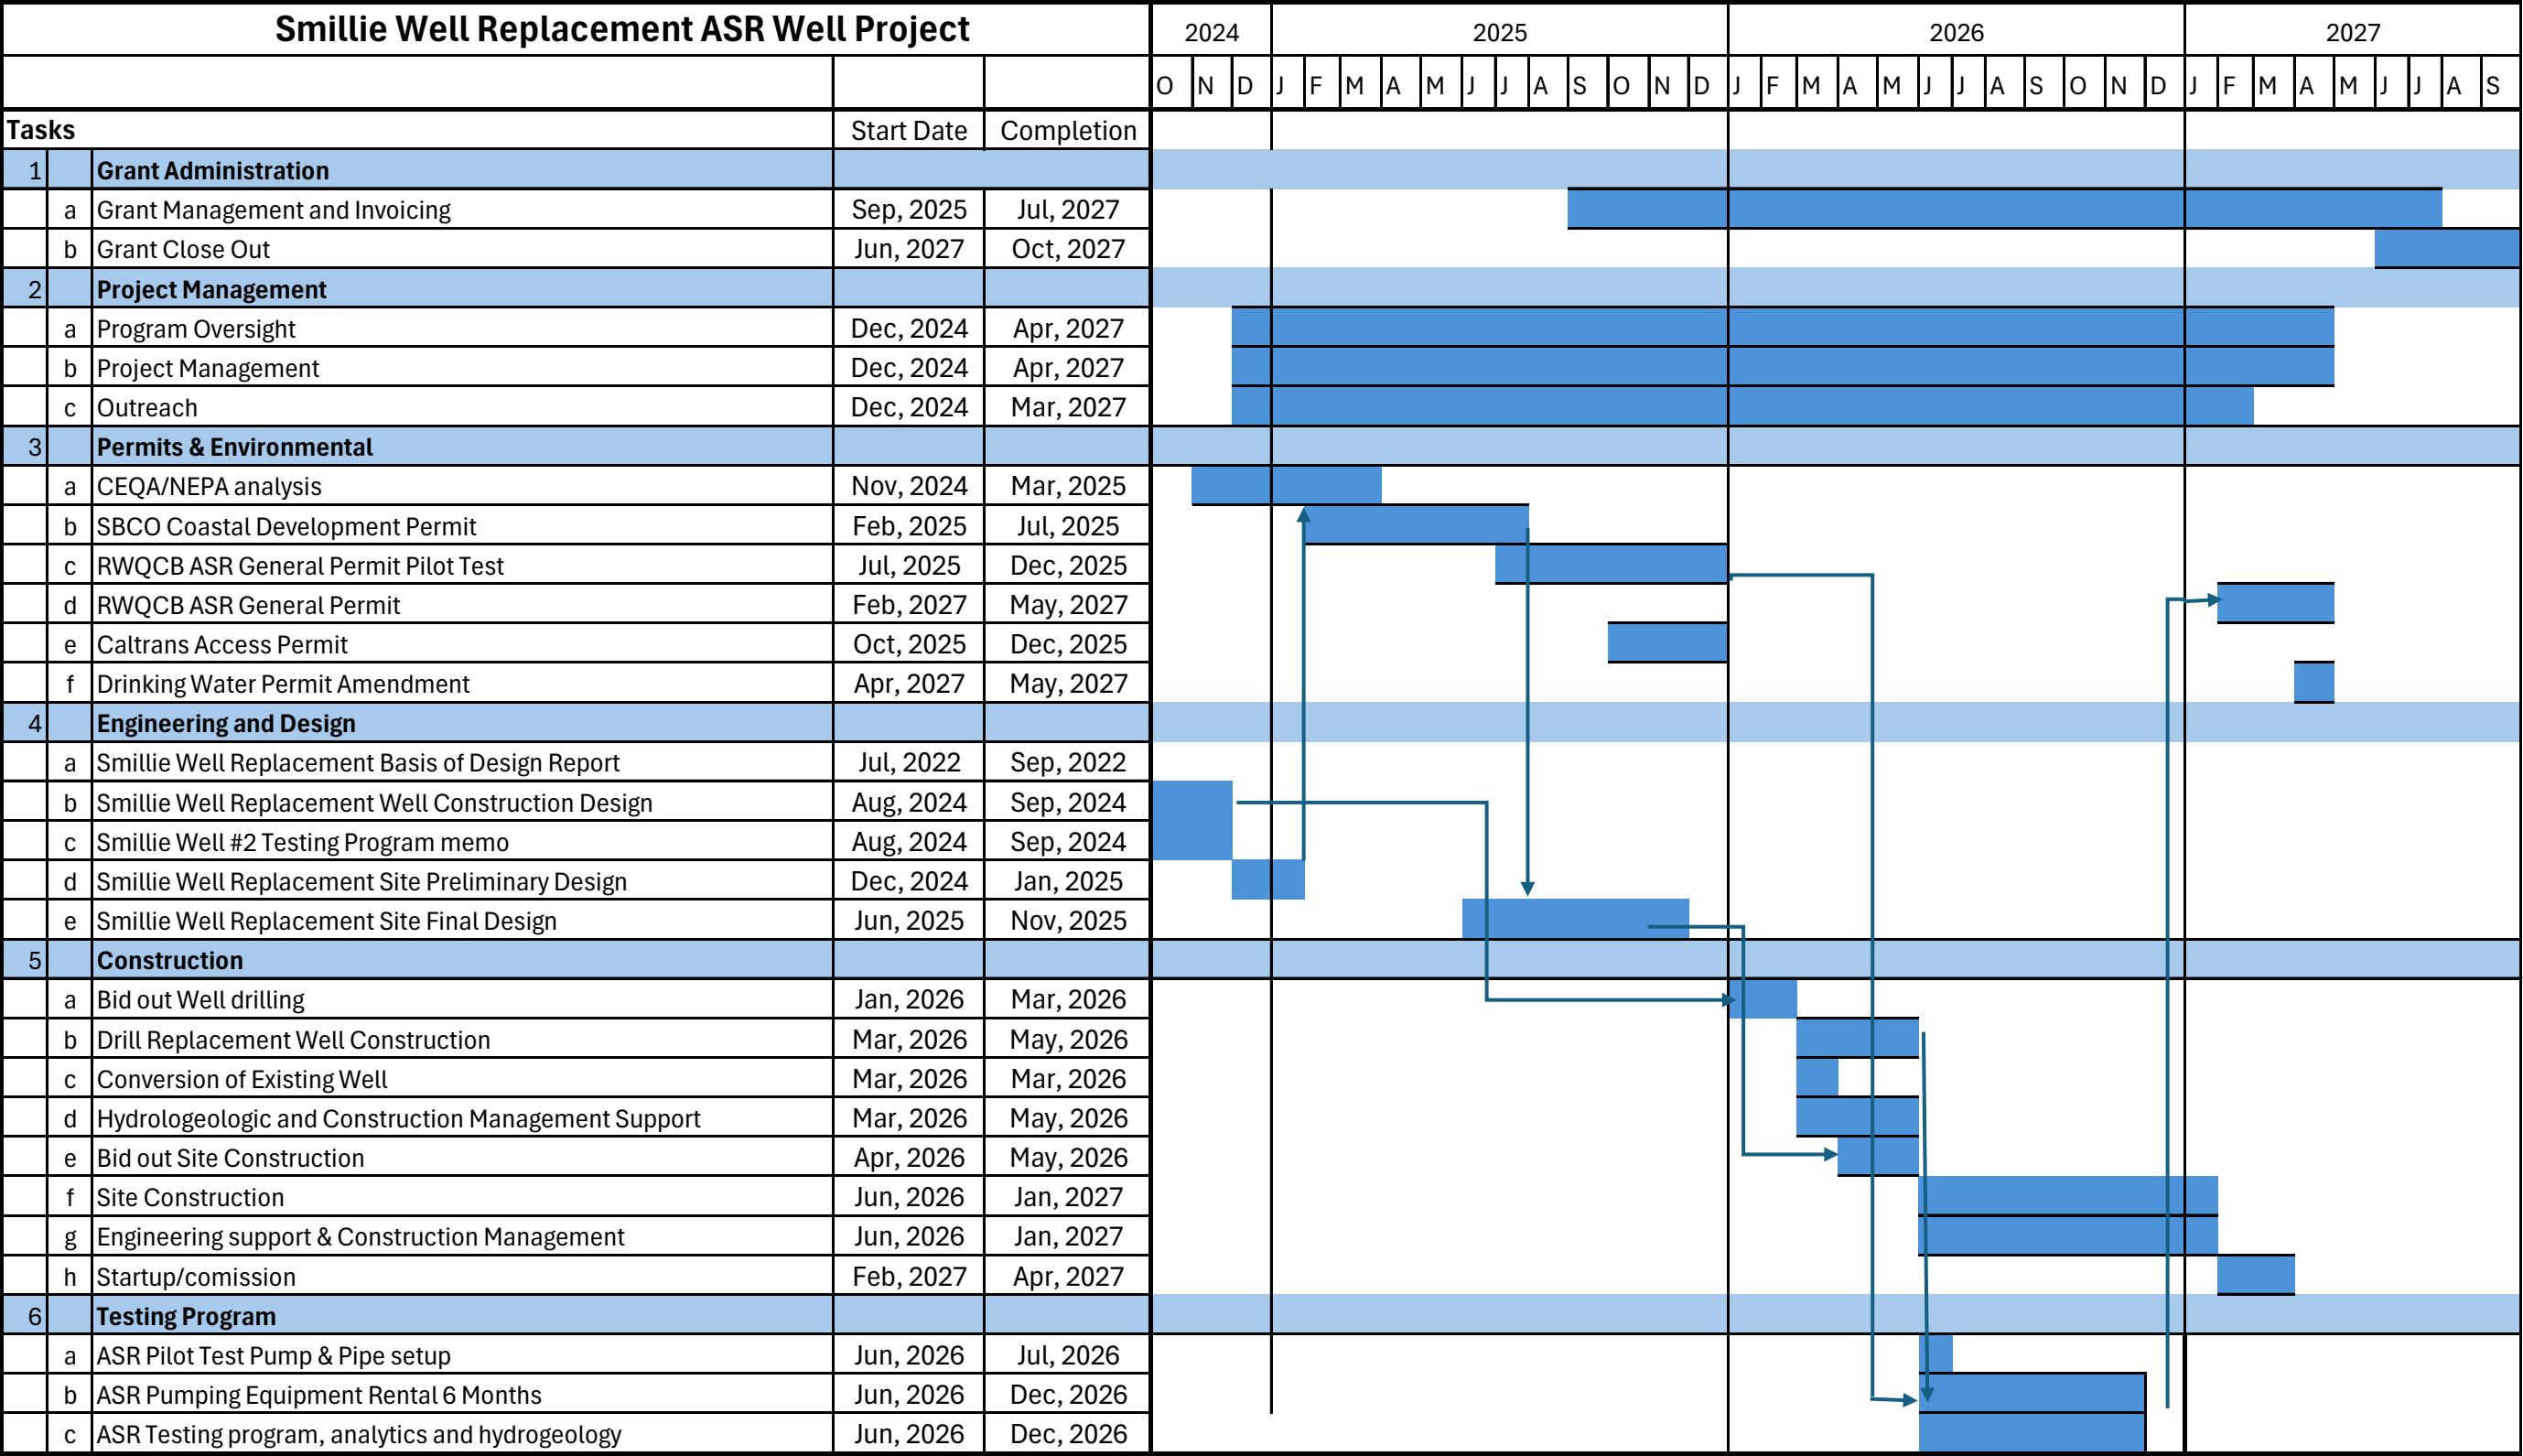 Smillie Well Replacement ASR Well Project 2024 2025 2026 2027
O N D J F M A M J J A S O N D J F M A M J J A S O N D J F M A M J J A S
Tasks Start Date Completion
1 Grant Administration
a Grant Management and Invoicing Sep, 2025 Jul, 2027
b Grant Close Out Jun, 2027 Oct, 2027
2 Project Management
a Program Oversight Dec, 2024 Apr, 2027
b Project Management Dec, 2024 Apr, 2027
c Outreach Dec, 2024 Mar, 2027
3 Permits & Environmental
a CEQA/NEPA analysis Nov, 2024 Mar, 2025
b SBCO Coastal Development Permit Feb, 2025 Jul, 2025
c RWQCB ASR General Permit Pilot Test Jul, 2025 Dec, 2025
d RWQCB ASR General Permit Feb, 2027 May, 2027
e Caltrans Access Permit Oct, 2025 Dec, 2025
f Drinking Water Permit Amendment Apr, 2027 May, 2027
4 Engineering and Design
a Smillie Well Replacement Basis of Design Report Jul, 2022 Sep, 2022
b Smillie Well Replacement Well Construction Design Aug, 2024 Sep, 2024
c Smillie Well #2 Testing Program memo Aug, 2024 Sep, 2024
d Smillie Well Replacement Site Preliminary Design Dec, 2024 Jan, 2025
e Smillie Well Replacement Site Final Design Jun, 2025 Nov, 2025
5 Construction
a Bid out Well drilling Jan, 2026 Mar, 2026
b Drill Replacement Well Construction Mar, 2026 May, 2026
c Conversion of Existing Well Mar, 2026 Mar, 2026
d Hydrologeologic and Construction Management Support Mar, 2026 May, 2026
e Bid out Site Construction Apr, 2026 May, 2026
f Site Construction Jun, 2026 Jan, 2027
g Engineering support & Construction Management Jun, 2026 Jan, 2027
h Startup/comission Feb, 2027 Apr, 2027
6 Testing Program
a ASR Pilot Test Pump & Pipe setup Jun, 2026 Jul, 2026
b ASR Pumping Equipment Rental 6 Months Jun, 2026 Dec, 2026
c ASR Testing program, analytics and hydrogeology Jun, 2026 Dec, 2026